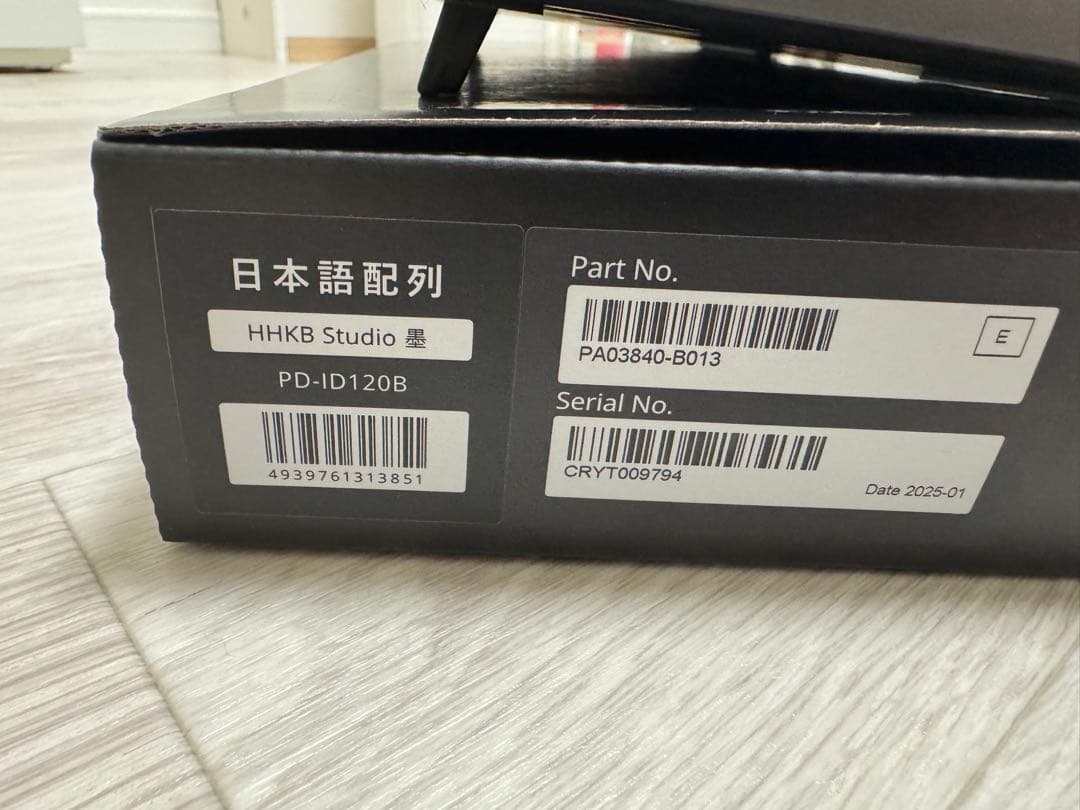 日本語配列
HHKB Studio 墨
PD-ID120B
4939761313851
Part No.
PA03840-B013
E
Serial No.
CRYT009794
Date 2025-01